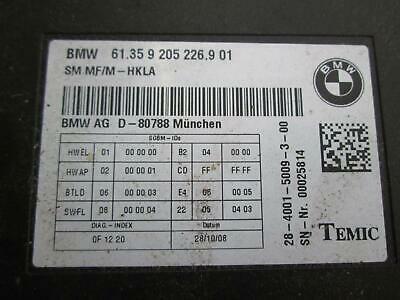 BMW 61.35 9 205 226.9 01
SM MF/M-HKLA
BMW AG D-80788 München
SGBM-IDs
HWEL 01 00 00 00 B2 04 00 00
HWAP 02 00 00 01 CD FF FF FF
BTLD 06 00 00 03 E4 06 00 05
SWFL 08 00 00 04 22 05 04 03
DIAG.-INDEX Datum
0F 12 20 28/10/08
BMW
28-4001-5009-3-00
SN-Nr. 00025814
TEMIC